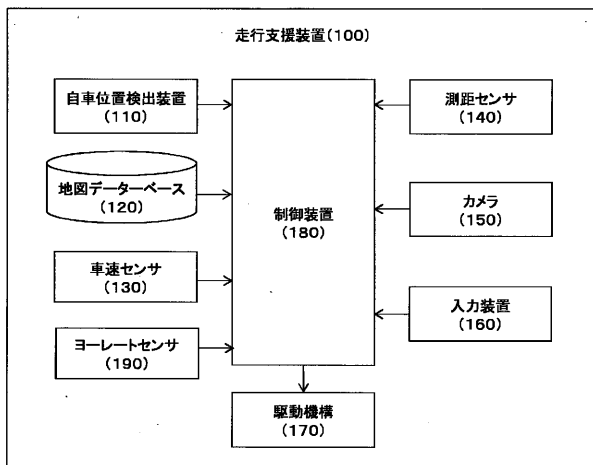 走行支援装置(100)
自車位置検出装置
(110)
地図データーベース
(120)
車速センサ
(130)
ヨーレートセンサ
(190)
制御装置
(180)
測距センサ
(140)
カメラ
(150)
入力装置
(160)
駆動機構
(170)